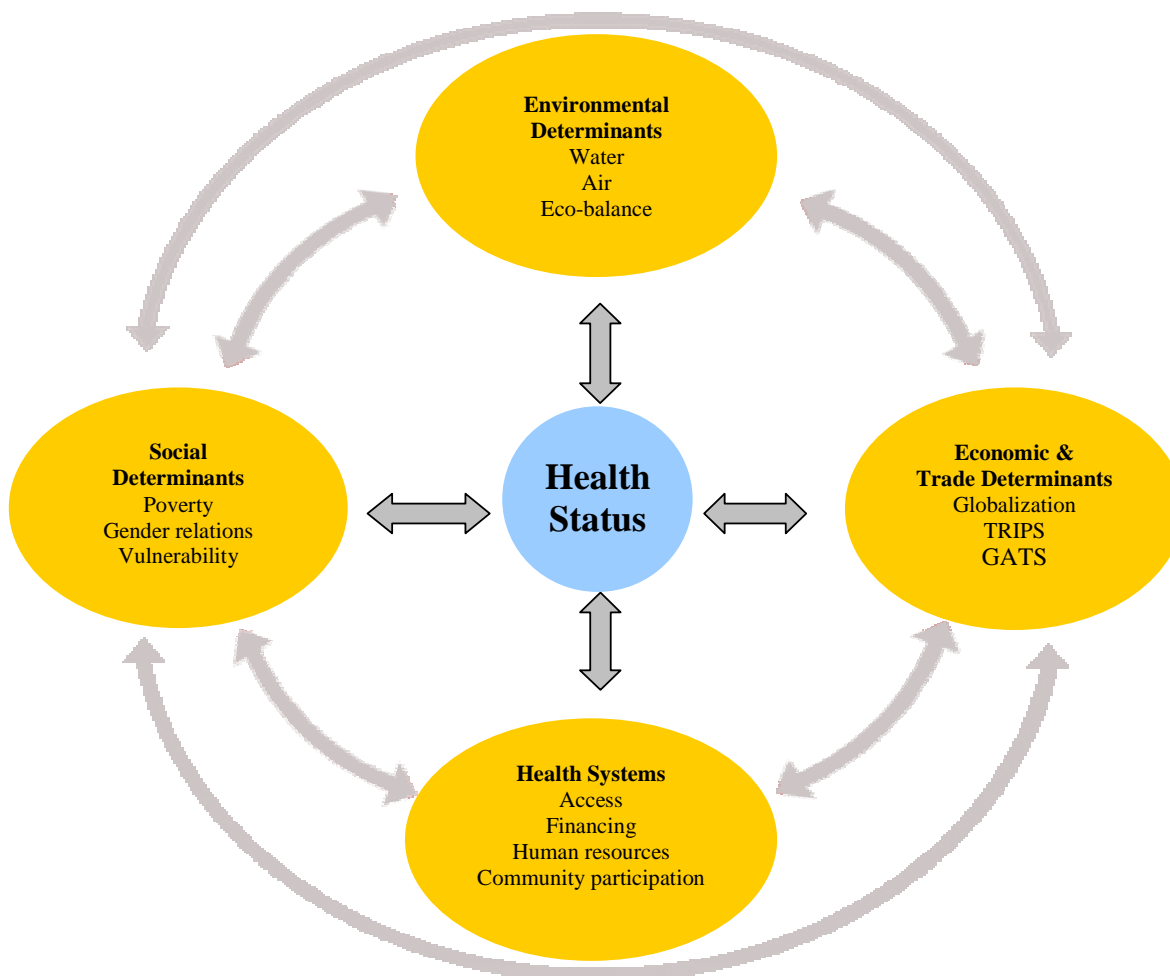 Environmental
Determinants
Water
Air
Eco-balance
Social
Determinants
Poverty
Gender relations
Vulnerability
Health
Status
Economic &
Trade Determinants
Globalization
TRIPS
GATS
Health Systems
Access
Financing
Human resources
Community participation